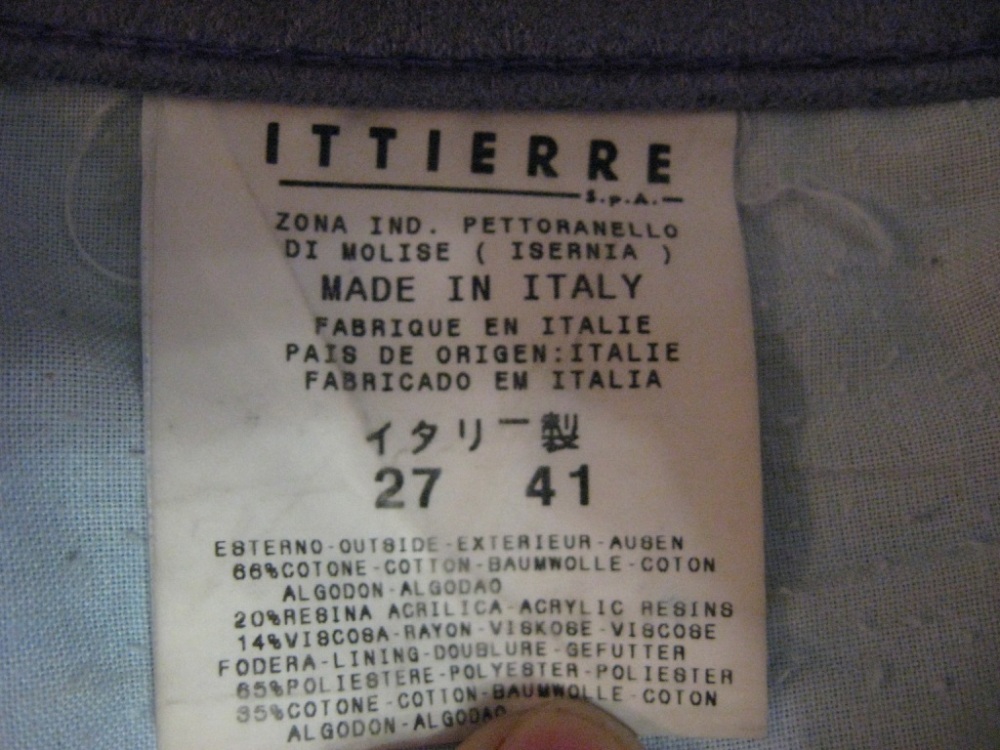 ITTIERRE
S.p.A.
ZONA IND. PETTORANELLO
DI MOLISE ( ISERNIA )
MADE IN ITALY
FABRIQUE EN ITALIE
PAIS DE ORIGEN:ITALIE
FABRICADO EM ITALIA
イタリー製
27 41
ESTERNO-OUTSIDE-EXTERIEUR-AUSEN
66%COTONE-COTTON-BAUMWOLLE-COTON
ALGODON-ALGODAO
20%RESINA ACRILICA-ACRYLIC RESINS
14%VISCOSA-RAYON-VISKOSE-VISCOSE
FODERA-LINING-DOUBLURE-GEFUTTER
65%POLIESTERE-POLYESTER-POLIESTER
35%COTONE-COTTON-BAUMWOLLE-COTON
ALGODON-ALGODAO